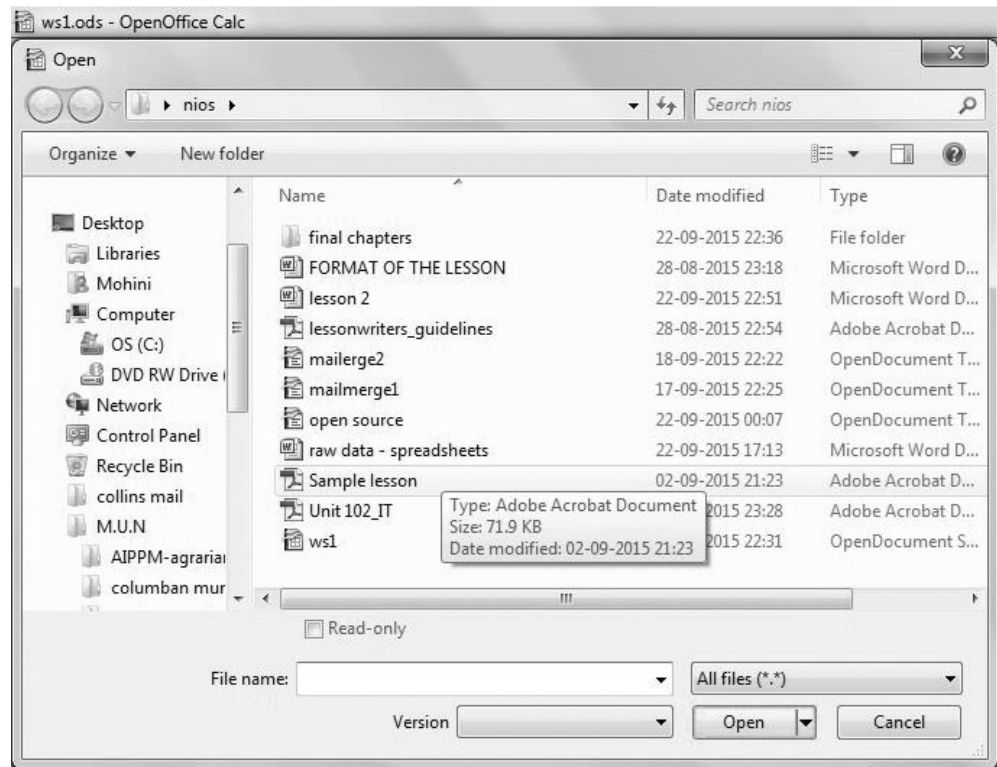 ws1.ods - OpenOffice Calc
Open
nios
Search nios
Organize New folder
Name Date modified Type
Desktop
Libraries
Mohini
Computer
OS (C:)
DVD RW Drive (
Network
Control Panel
Recycle Bin
collins mail
M.U.N
AIPPM-agrarian
columban mur
final chapters 22-09-2015 22:36 File folder
FORMAT OF THE LESSON 28-08-2015 23:18 Microsoft Word D...
lesson 2 22-09-2015 22:51 Microsoft Word D...
lessonwriters_guidelines 28-08-2015 22:54 Adobe Acrobat D...
mailerge2 18-09-2015 22:22 OpenDocument T...
mailmerge1 17-09-2015 22:25 OpenDocument T...
open source 22-09-2015 00:07 OpenDocument T...
raw data - spreadsheets 22-09-2015 17:13 Microsoft Word D...
Sample lesson 02-09-2015 21:23 Adobe Acrobat D...
Unit 102_IT 2015 23:28 Adobe Acrobat D...
ws1 2015 22:31 OpenDocument S...
Type: Adobe Acrobat Document
Size: 71.9 KB
Date modified: 02-09-2015 21:23
Read-only
File name: All files (*.*)
Version Open Cancel